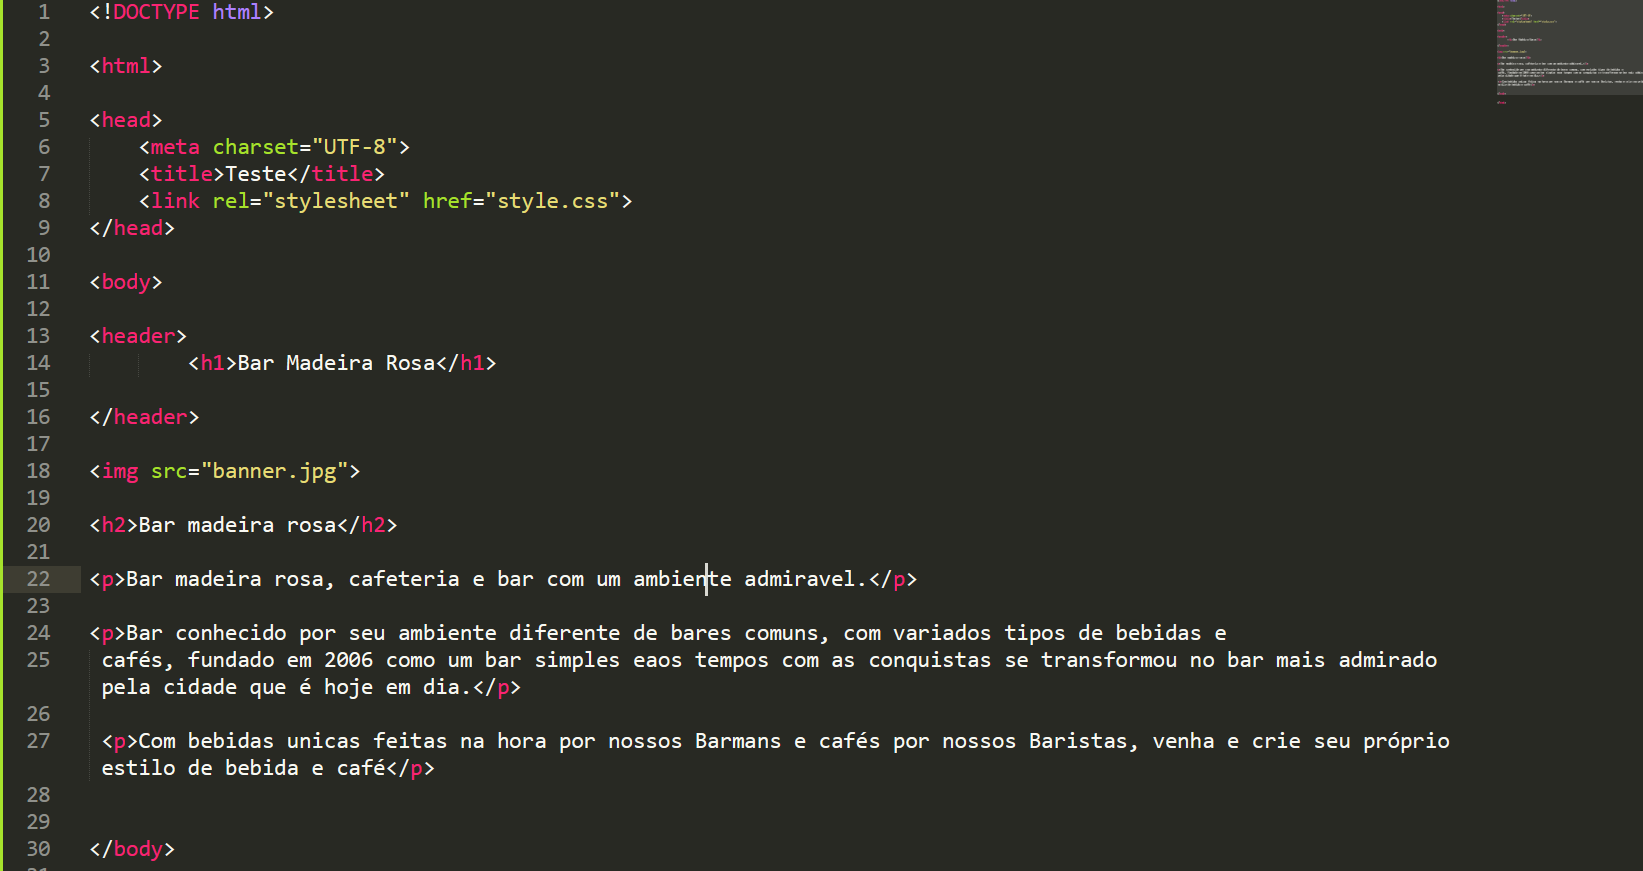 1 <!DOCTYPE html>
2
3 <html>
4
5 <head>
6 <meta charset="UTF-8">
7 <title>Teste</title>
8 <link rel="stylesheet" href="style.css">
9 </head>
10
11 <body>
12
13 <header>
14 <h1>Bar Madeira Rosa</h1>
15
16 </header>
17
18 <img src="banner.jpg">
19
20 <h2>Bar madeira rosa</h2>
21
22 <p>Bar madeira rosa, cafeteria e bar com um ambiente admiravel.</p>
23
24 <p>Bar conhecido por seu ambiente diferente de bares comuns, com variados tipos de bebidas e
25 cafés, fundado em 2006 como um bar simples eaos tempos com as conquistas se transformou no bar mais admirado
pela cidade que é hoje em dia.</p>
26
27 <p>Com bebidas unicas feitas na hora por nossos Barmans e cafés por nossos Baristas, venha e crie seu próprio
estilo de bebida e café</p>
28
29
30 </body>